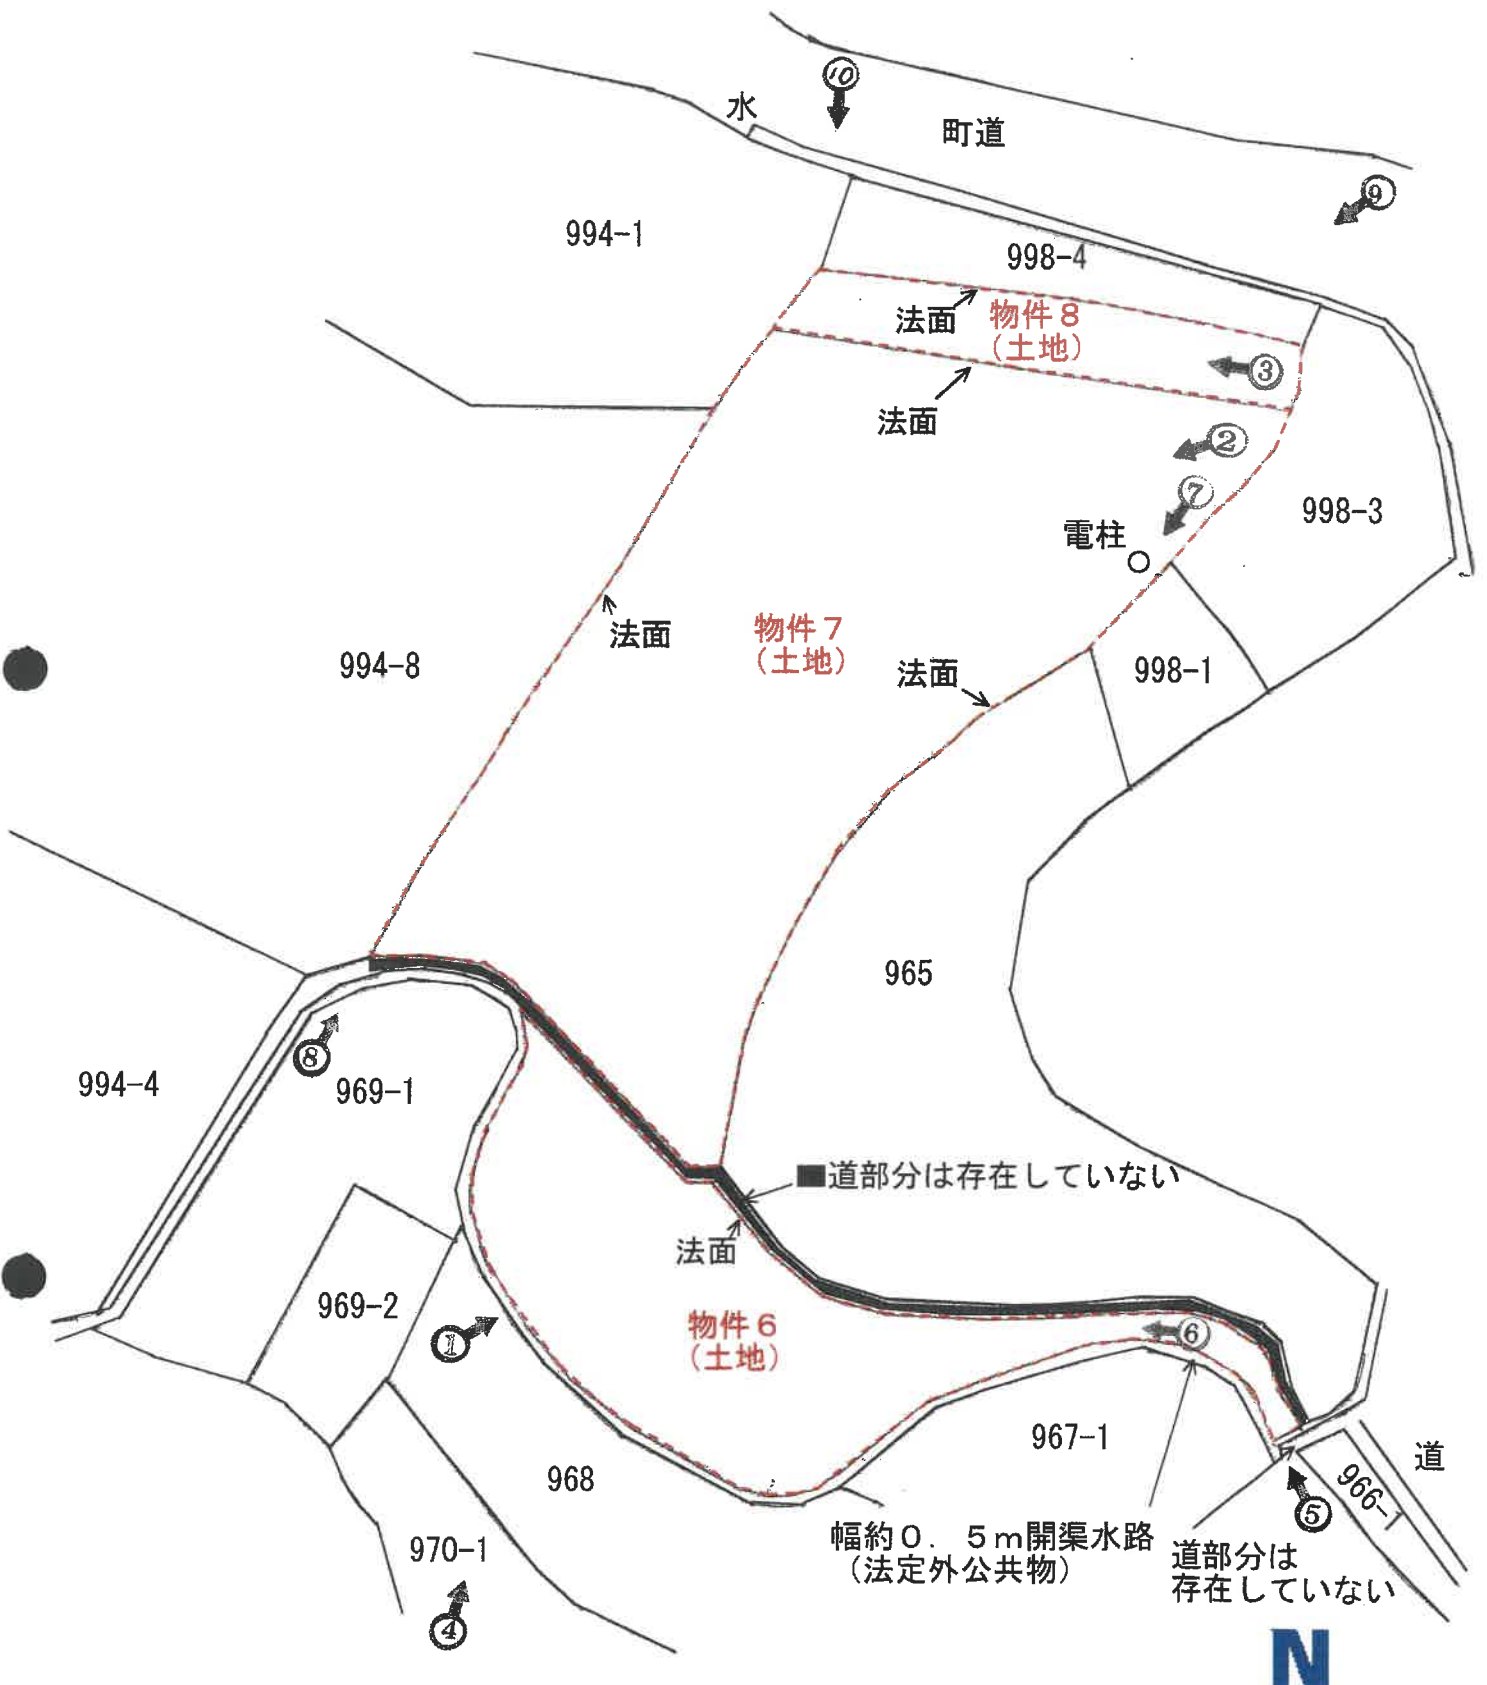 ⑩
水
町道
⑨
994-1
998-4
法面
物件８
（土地）
③
法面
②
⑦
998-3
電柱
法面
物件７
（土地）
994-8
法面
998-1
965
⑧
994-4
969-1
■道部分は存在していない
法面
969-2
①
物件６
（土地）
⑥
967-1
道
966-1
968
⑤
幅約０．５ｍ開渠水路
（法定外公共物）
道部分は
存在していない
970-1
④
N